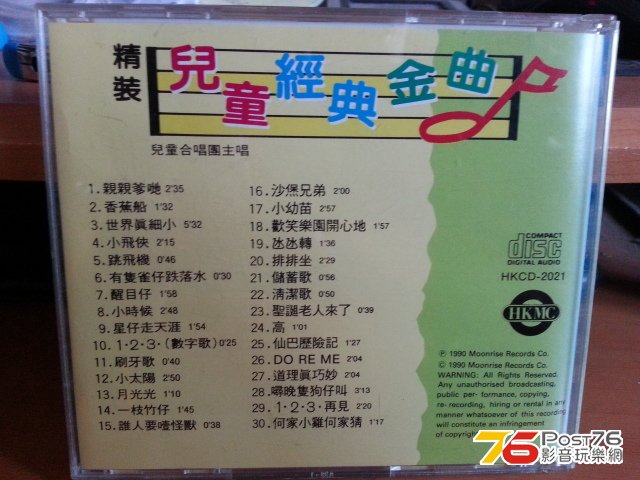 精裝
兒童經典金曲
兒童合唱團主唱
1.親親爹哋 2'35
2.香蕉船 1'32
3.世界眞細小 5'32
4.小飛俠 2'15
5.跳飛機 0'46
6.有隻雀仔跌落水 0'30
7.醒目仔 1'58
8.小時候 2'48
9.星仔走天涯 1'54
10.1·2·3·(數字歌) 0'25
11.刷牙歌 0'40
12.小太陽 2'50
13.月光光 1'10
14.一枝竹仔 1'45
15.誰人要噎怪獸 0'38
16.沙煲兄弟 2'00
17.小幼苗 2'57
18.歡笑樂園開心地 1'57
19.氹氹轉 1'36
20.排排坐 2'29
21.儲蓄歌 0'56
22.清潔歌 0'50
23.聖誕老人來了 0'39
24.高 1'01
25.仙巴歷險記 1'27
26.DO RE ME 2'04
27.道理眞巧妙 2'04
28.嗱晚隻狗仔叫 3'13
29.1·2·3·再見 2'20
30.何家小雞何家猜 1'17
COMPACT
disc
DIGITAL AUDIO
HKCD-2021
HKMC
℗ 1990 Moonrise Records Co.
© 1990 Moonrise Records Co.
WARNING: All Rights Reserved.
Any unauthorised broadcasting,
public per-formance, copying,
re-recording, hiring or rental in any
manner whatsoever of this recording
will constitute an infringement
of copyright
76 Post76
影音玩樂網